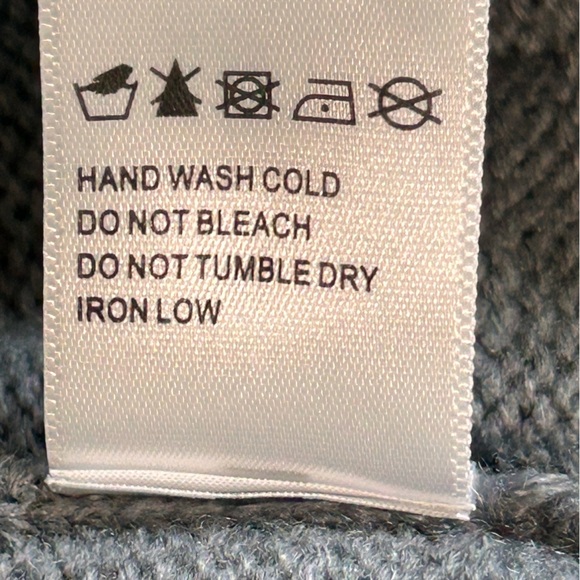 HAND WASH COLD
DO NOT BLEACH
DO NOT TUMBLE DRY
IRON LOW